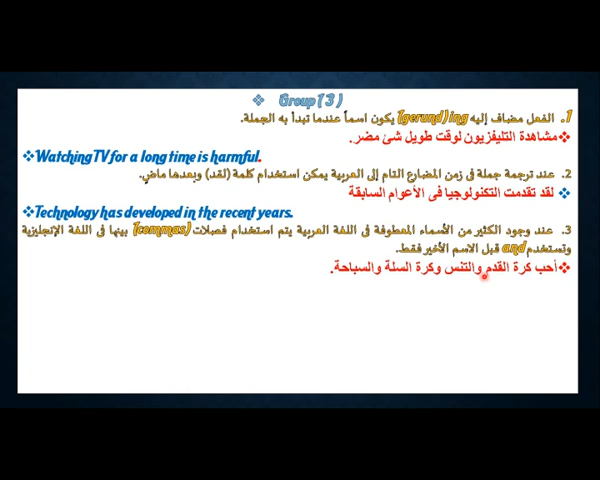 ❖ Group (3)
1. الفعل مضاف إليه ing (gerund) يكون اسماً عندما تبدأ به الجملة.
❖مشاهدة التليفزيون لوقت طويل شئ مضر.
❖Watching TV for a long time is harmful.
2. عند ترجمة جملة فى زمن المضارع التام إلى العربية يمكن استخدام كلمة (لقد) وبعدها ماضٍ.
❖ لقد تقدمت التكنولوجيا فى الأعوام السابقة
❖Technology has developed in the recent years.
3. عند وجود الكثير من الأسماء المعطوفة فى اللغة العربية يتم استخدام فصلات (commas) بينها فى اللغة الإنجليزية
وتستخدم and قبل الاسم الأخير فقط.
❖أحب كرة القدم والتنس وكرة السلة والسباحة.